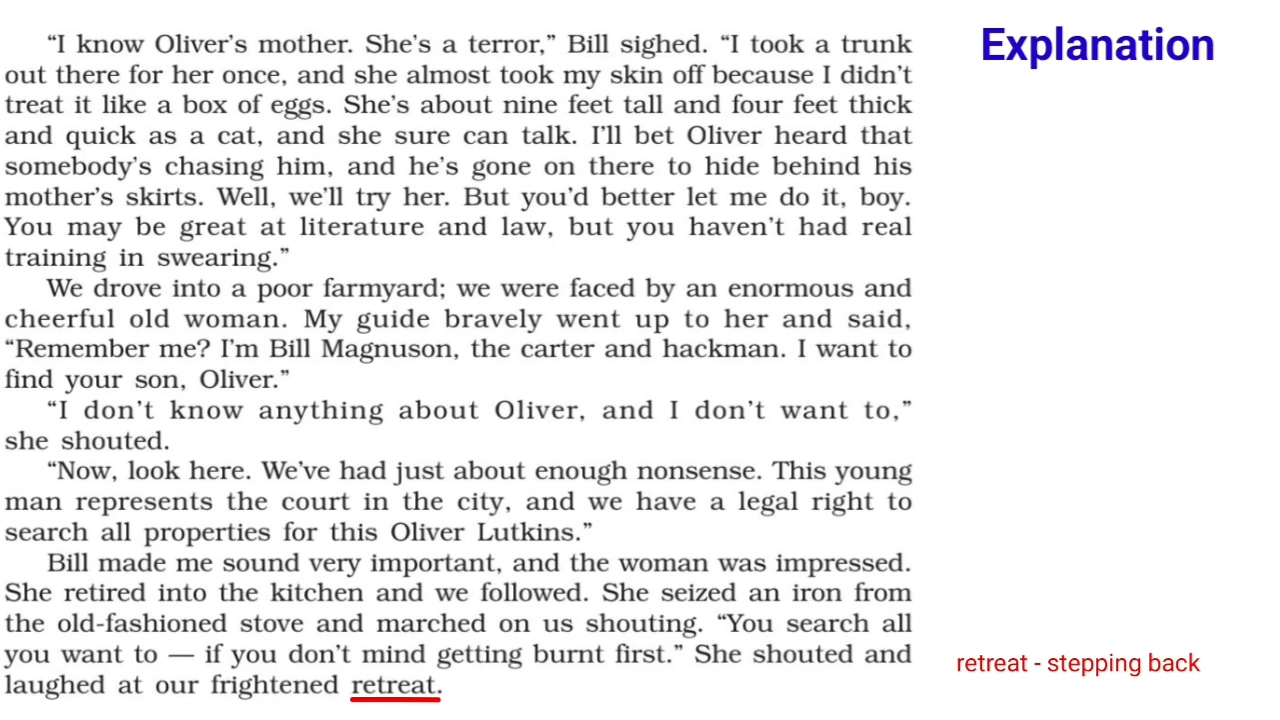 “I know Oliver’s mother. She’s a terror,” Bill sighed. “I took a trunk
out there for her once, and she almost took my skin off because I didn’t
treat it like a box of eggs. She’s about nine feet tall and four feet thick
and quick as a cat, and she sure can talk. I’ll bet Oliver heard that
somebody’s chasing him, and he’s gone on there to hide behind his
mother’s skirts. Well, we’ll try her. But you’d better let me do it, boy.
You may be great at literature and law, but you haven’t had real
training in swearing.”
We drove into a poor farmyard; we were faced by an enormous and
cheerful old woman. My guide bravely went up to her and said,
“Remember me? I’m Bill Magnuson, the carter and hackman. I want to
find your son, Oliver.”
“I don’t know anything about Oliver, and I don’t want to,”
she shouted.
“Now, look here. We’ve had just about enough nonsense. This young
man represents the court in the city, and we have a legal right to
search all properties for this Oliver Lutkins.”
Bill made me sound very important, and the woman was impressed.
She retired into the kitchen and we followed. She seized an iron from
the old-fashioned stove and marched on us shouting. “You search all
you want to — if you don’t mind getting burnt first.” She shouted and
laughed at our frightened retreat.
Explanation
retreat - stepping back